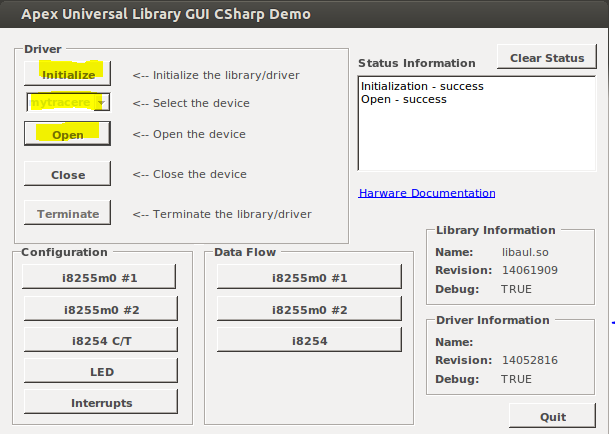 Apex Universal Library GUI CSharp Demo
Driver
Initialize <-- Initialize the library/driver
mytracere <-- Select the device
Open <-- Open the device
Close <-- Close the device
Terminate <-- Terminate the library/driver
Status Information
Clear Status
Initialization - success
Open - success
Harware Documentation
Configuration
i8255m0 #1
i8255m0 #2
i8254 C/T
LED
Interrupts
Data Flow
i8255m0 #1
i8255m0 #2
i8254
Library Information
Name: libaul.so
Revision: 14061909
Debug: TRUE
Driver Information
Name:
Revision: 14052816
Debug: TRUE
Quit